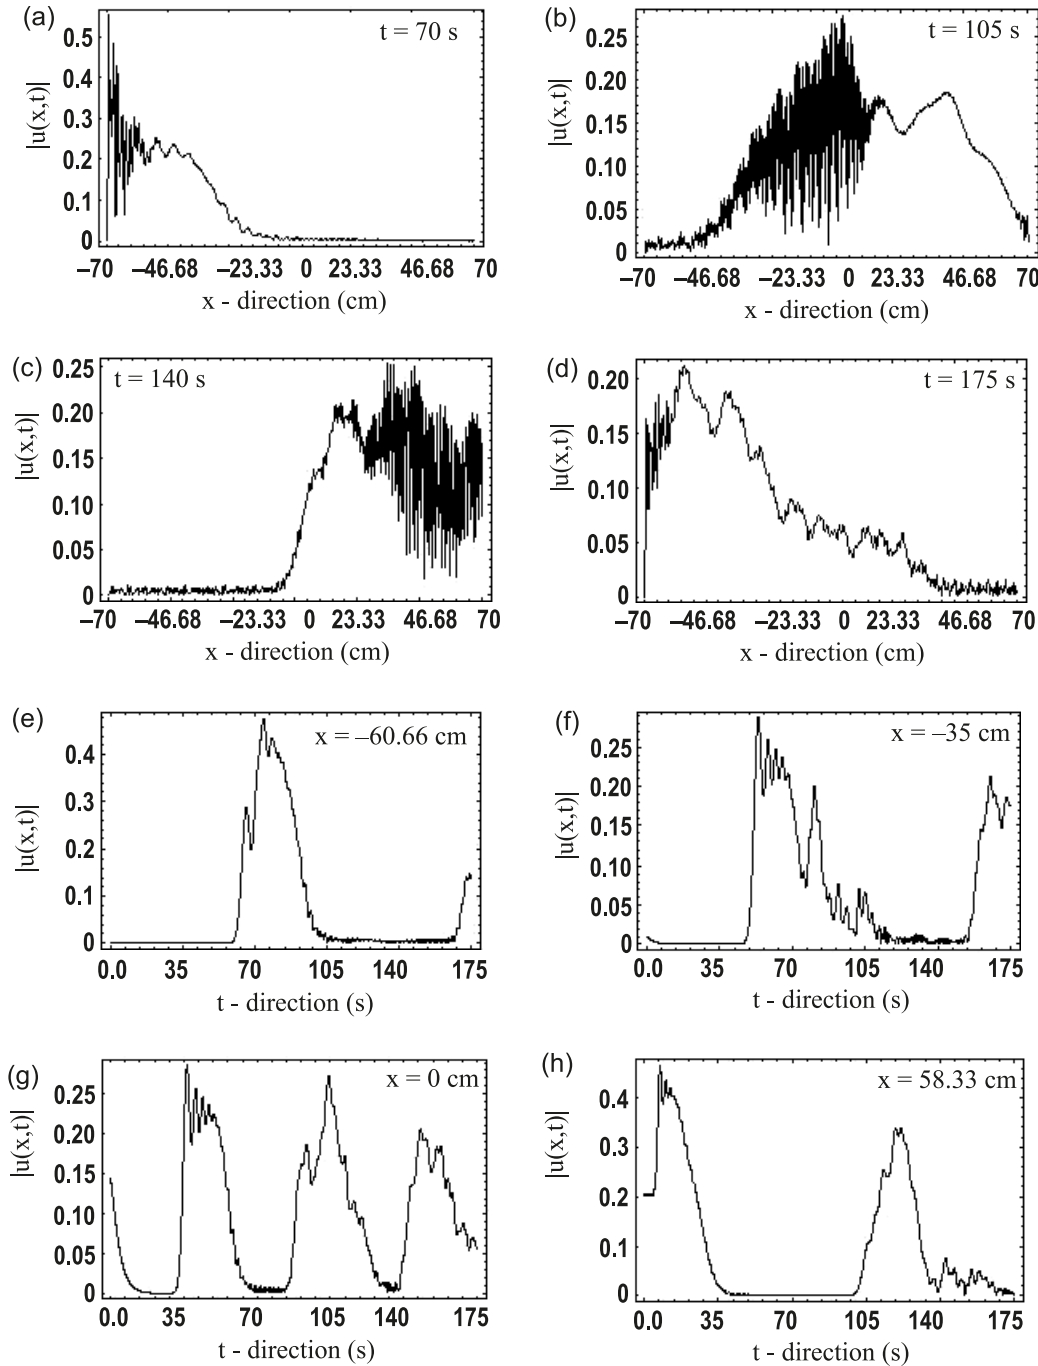 (a)
t = 70 s
|u(x,t)|
0.5
0.4
0.3
0.2
0.1
0
−70 −46.68 −23.33 0 23.33 46.68 70
x - direction (cm)
(b)
t = 105 s
|u(x,t)|
0.25
0.20
0.15
0.10
0.05
0
−70 −46.68 −23.33 0 23.33 46.68 70
x - direction (cm)
(c)
t = 140 s
|u(x,t)|
0.25
0.20
0.15
0.10
0.05
0
−70 −46.68 −23.33 0 23.33 46.68 70
x - direction (cm)
(d)
t = 175 s
|u(x,t)|
0.20
0.15
0.10
0.05
0
−70 −46.68 −23.33 0 23.33 46.68 70
x - direction (cm)
(e)
x = −60.66 cm
|u(x,t)|
0.4
0.3
0.2
0.1
0
0.0 35 70 105 140 175
t - direction (s)
(f)
x = −35 cm
|u(x,t)|
0.25
0.20
0.15
0.10
0.05
0
0.0 35 70 105 140 175
t - direction (s)
(g)
x = 0 cm
|u(x,t)|
0.25
0.20
0.15
0.10
0.05
0
0.0 35 70 105 140 175
t - direction (s)
(h)
x = 58.33 cm
|u(x,t)|
0.4
0.3
0.2
0.1
0
0.0 35 70 105 140 175
t - direction (s)